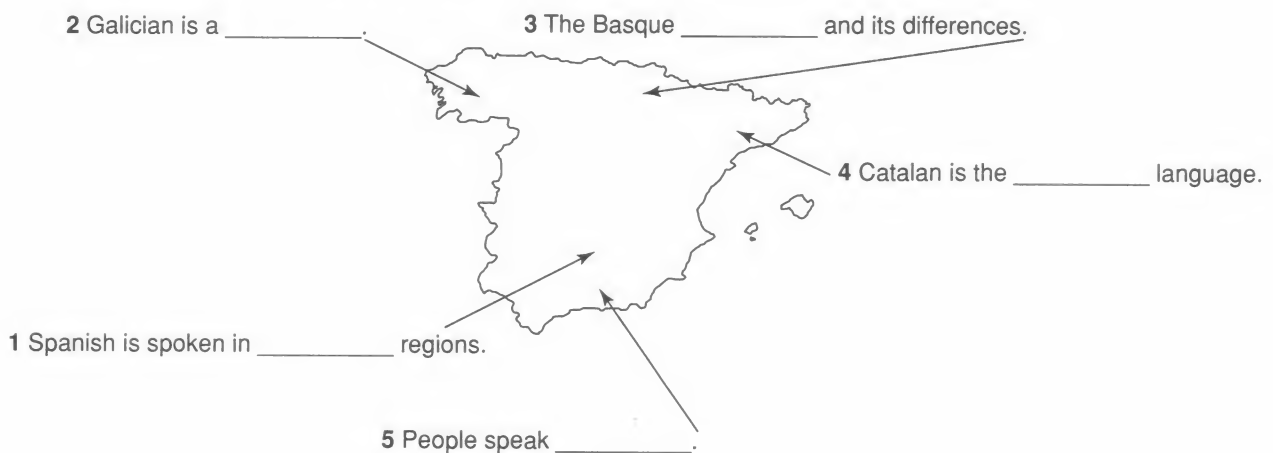 2 Galician is a __________.
3 The Basque __________ and its differences.
4 Catalan is the __________ language.
1 Spanish is spoken in __________ regions.
5 People speak __________.